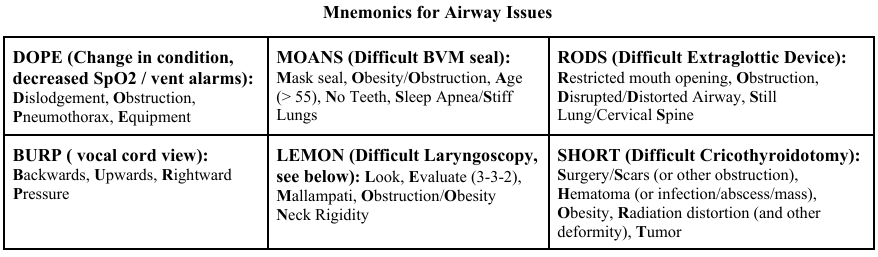 Mnemonics for Airway Issues
DOPE (Change in condition,
decreased SpO2 / vent alarms):
Dislodgement, Obstruction,
Pneumothorax, Equipment
MOANS (Difficult BVM seal):
Mask seal, Obesity/Obstruction, Age
(> 55), No Teeth, Sleep Apnea/Stiff
Lungs
RODS (Difficult Extraglottic Device):
Restricted mouth opening, Obstruction,
Disrupted/Distorted Airway, Still
Lung/Cervical Spine
BURP ( vocal cord view):
Backwards, Upwards, Rightward
Pressure
LEMON (Difficult Laryngoscopy,
see below): Look, Evaluate (3-3-2),
Mallampati, Obstruction/Obesity
Neck Rigidity
SHORT (Difficult Cricothyroidotomy):
Surgery/Scars (or other obstruction),
Hematoma (or infection/abscess/mass),
Obesity, Radiation distortion (and other
deformity), Tumor